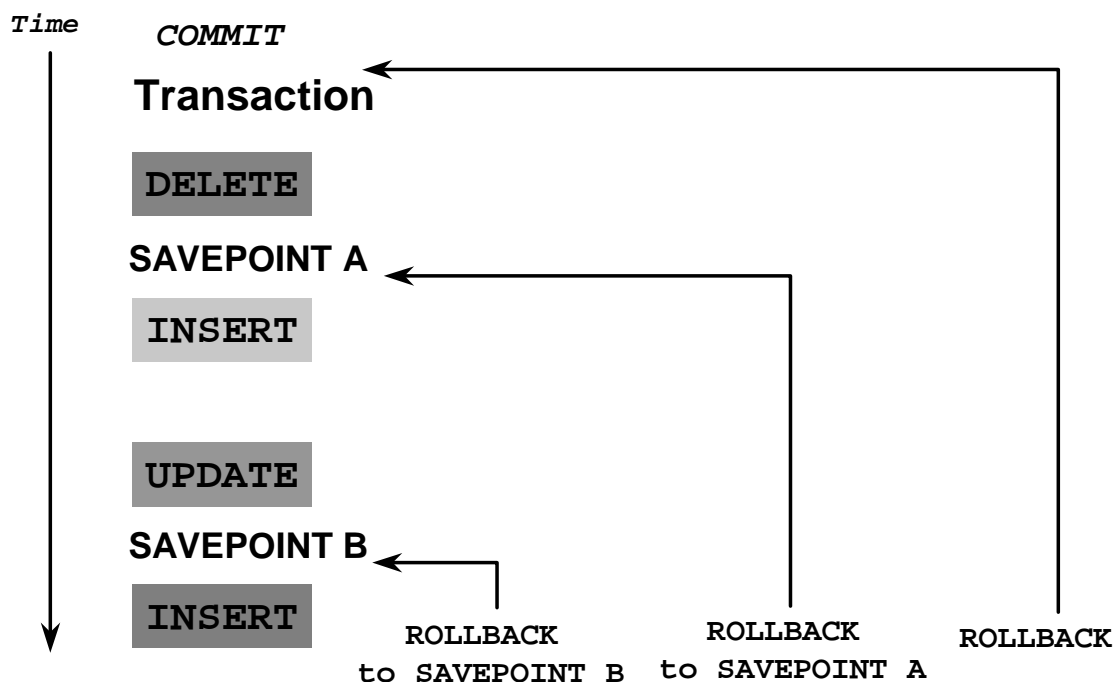 Time
COMMIT
Transaction
DELETE
SAVEPOINT A
INSERT
UPDATE
SAVEPOINT B
INSERT
ROLLBACK
to SAVEPOINT B
ROLLBACK
to SAVEPOINT A
ROLLBACK